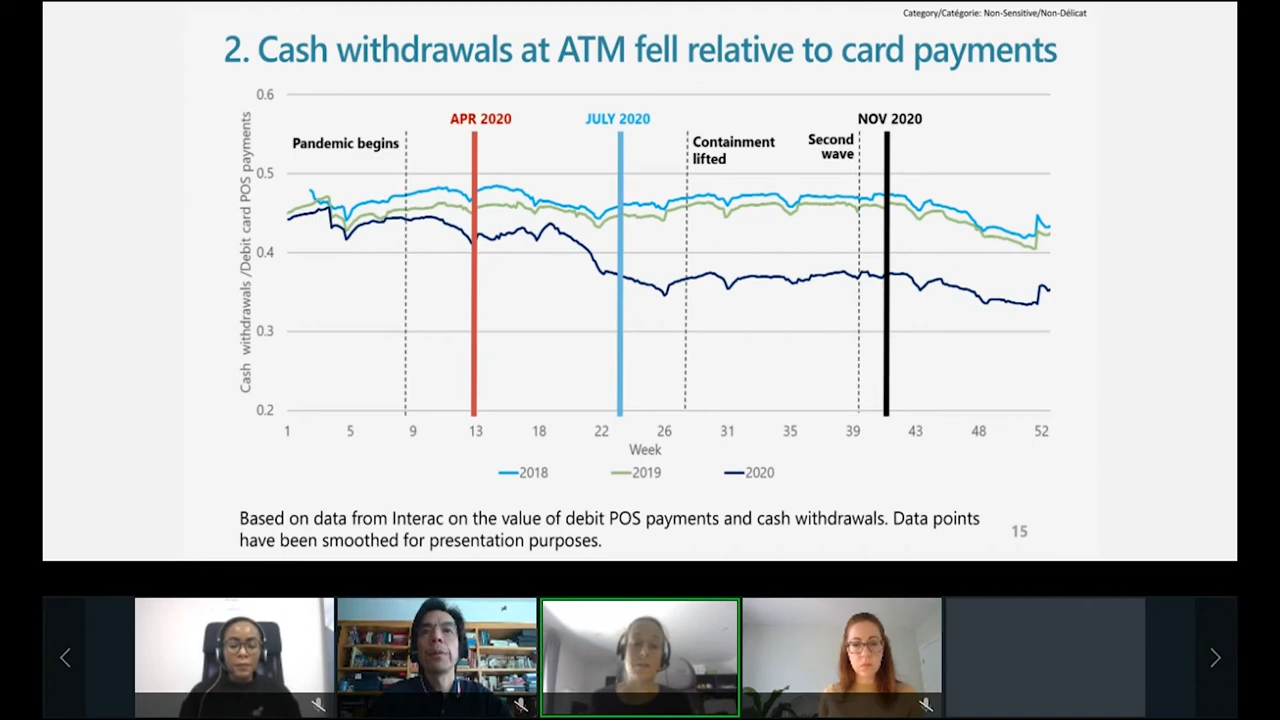 Category/Catégorie: Non-Sensitive/Non-Délicat
2. Cash withdrawals at ATM fell relative to card payments
Cash withdrawals /Debit card POS payments
0.6
0.5
0.4
0.3
0.2
Pandemic begins
APR 2020
JULY 2020
Containment
lifted
Second
wave
NOV 2020
1 5 9 13 18 22 26 31 35 39 43 48 52
Week
2018 2019 2020
Based on data from Interac on the value of debit POS payments and cash withdrawals. Data points
have been smoothed for presentation purposes.
15